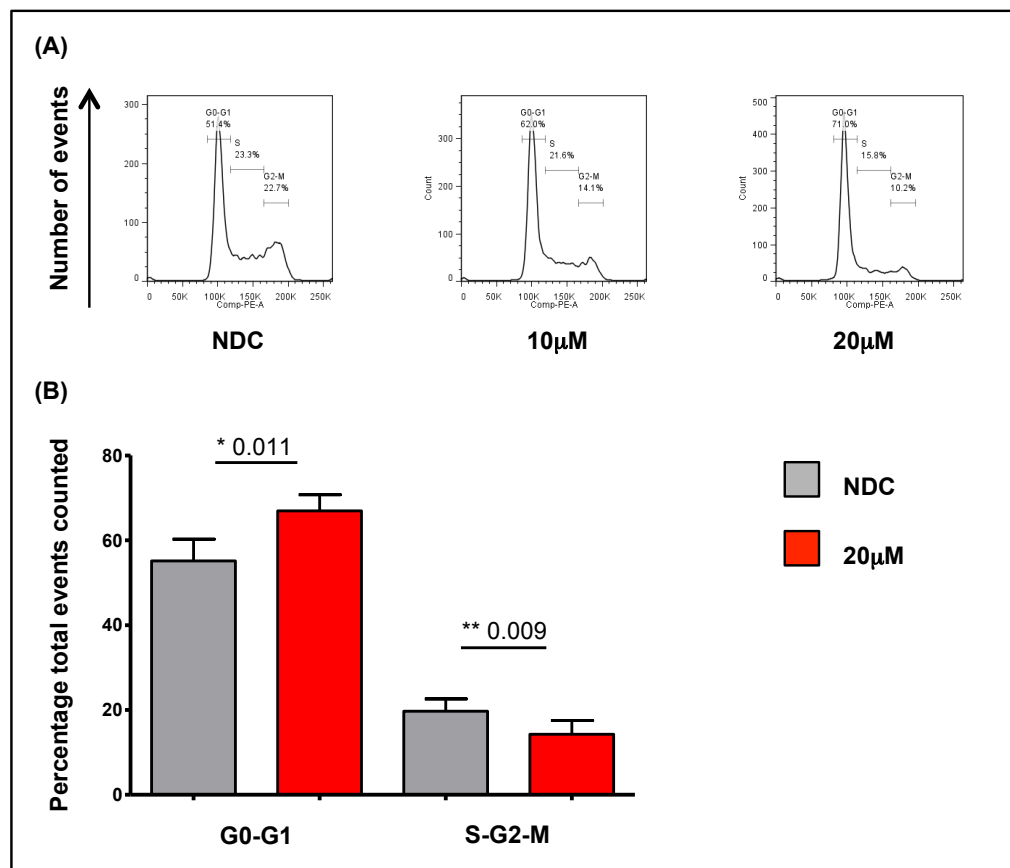 (A)
Number of events
300
200
100
0
G0-G1
51.4%
S
23.3%
G2-M
22.7%
0 50K 100K 150K 200K 250K
Comp-PE-A
NDC
Count
300
200
100
0
G0-G1
62.0%
S
21.6%
G2-M
14.1%
0 50K 100K 150K 200K 250K
Comp-PE-A
10μM
Count
500
400
300
200
100
0
G0-G1
71.0%
S
15.8%
G2-M
10.2%
0 50K 100K 150K 200K 250K
Comp-PE-A
20μM
(B)
Percentage total events counted
80
60
40
20
0
* 0.011
** 0.009
G0-G1
S-G2-M
NDC
20μM